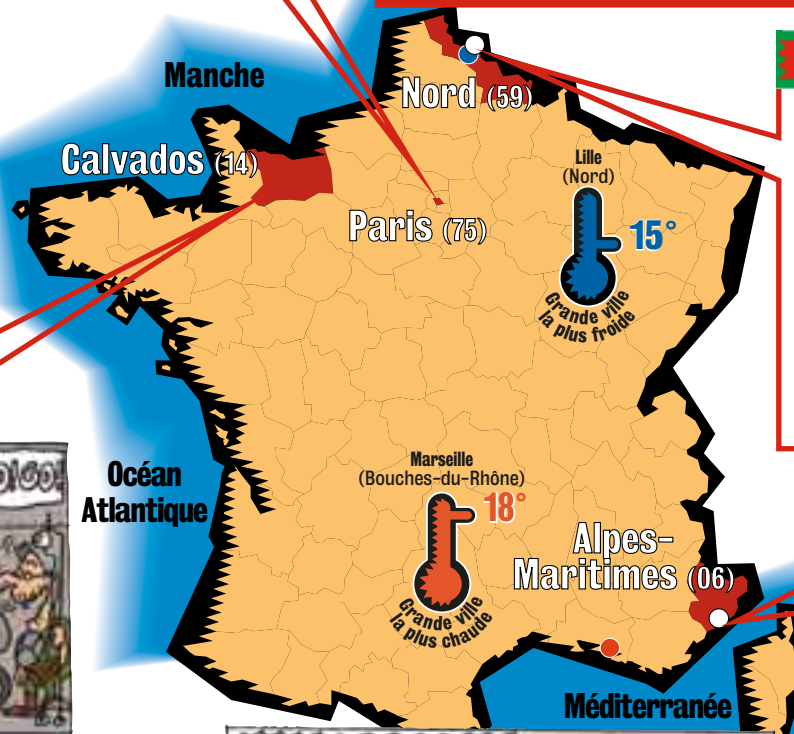 Manche
Nord (59)
Calvados (14)
Lille
(Nord)
Paris (75)
15°
Grande ville
la plus froide
Marseille
(Bouches-du-Rhône)
18°
Océan
Atlantique
Alpes-
Maritimes (06)
Grande ville
la plus chaude
Méditerranée